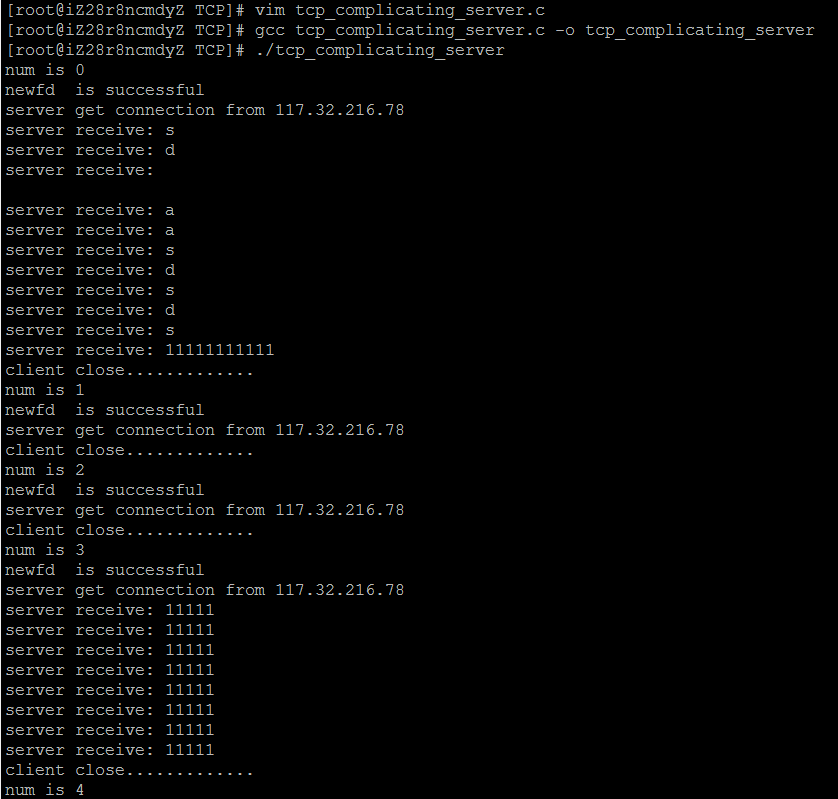 [root@iZ28r8ncmdyZ TCP]# vim tcp_complicating_server.c
[root@iZ28r8ncmdyZ TCP]# gcc tcp_complicating_server.c -o tcp_complicating_server
[root@iZ28r8ncmdyZ TCP]# ./tcp_complicating_server
num is 0
newfd  is successful
server get connection from 117.32.216.78
server receive: s
server receive: d
server receive:

server receive: a
server receive: a
server receive: s
server receive: d
server receive: s
server receive: d
server receive: s
server receive: 11111111111
client close.............
num is 1
newfd  is successful
server get connection from 117.32.216.78
client close.............
num is 2
newfd  is successful
server get connection from 117.32.216.78
client close.............
num is 3
newfd  is successful
server get connection from 117.32.216.78
server receive: 11111
server receive: 11111
server receive: 11111
server receive: 11111
server receive: 11111
server receive: 11111
server receive: 11111
server receive: 11111
client close.............
num is 4